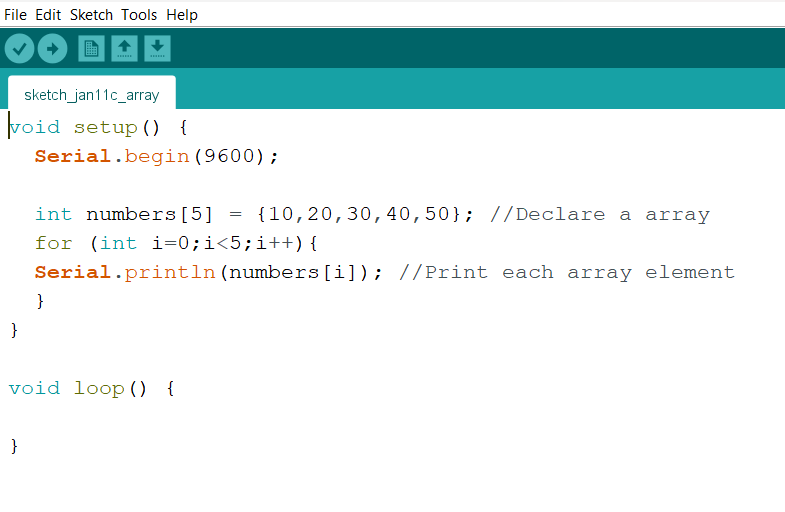 File Edit Sketch Tools Help
sketch_jan11c_array
void setup() {
  Serial.begin(9600);
  int numbers[5] = {10,20,30,40,50}; //Declare a array
  for (int i=0;i<5;i++){
  Serial.println(numbers[i]); //Print each array element
  }
}
void loop() {
}